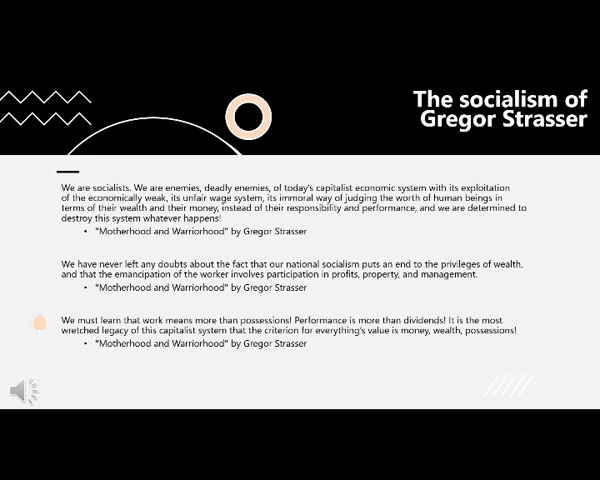 The socialism of
Gregor Strasser
We are socialists. We are enemies, deadly enemies, of today's capitalist economic system with its exploitation
of the economically weak, its unfair wage system, its immoral way of judging the worth of human beings in
terms of their wealth and their money, instead of their responsibility and performance, and we are determined to
destroy this system whatever happens!
• "Motherhood and Warriorhood" by Gregor Strasser
We have never left any doubts about the fact that our national socialism puts an end to the privileges of wealth,
and that the emancipation of the worker involves participation in profits, property, and management.
• "Motherhood and Warriorhood" by Gregor Strasser
We must learn that work means more than possessions! Performance is more than dividends! It is the most
wretched legacy of this capitalist system that the criterion for everything's value is money, wealth, possessions!
• "Motherhood and Warriorhood" by Gregor Strasser